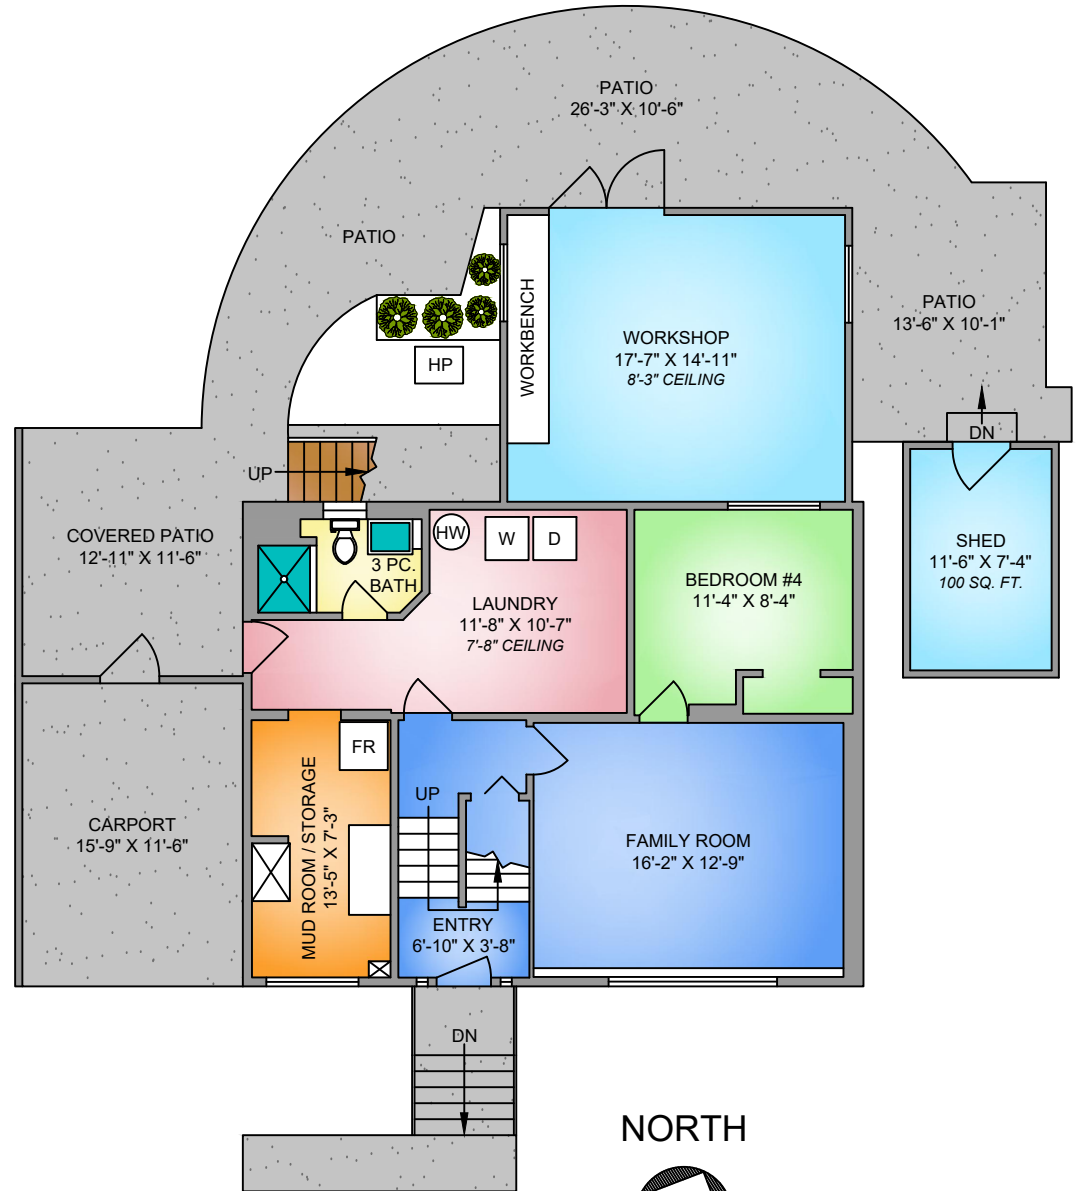 PATIO
26'-3" X 10'-6"
PATIO
WORKBENCH
WORKSHOP
17'-7" X 14'-11"
8'-3" CEILING
PATIO
13'-6" X 10'-1"
HP
DN
UP
COVERED PATIO
12'-11" X 11'-6"
HW
W
D
3 PC.
BATH
LAUNDRY
11'-8" X 10'-7"
7'-8" CEILING
BEDROOM #4
11'-4" X 8'-4"
SHED
11'-6" X 7'-4"
100 SQ. FT.
FR
MUD ROOM / STORAGE
13'-5" X 7'-3"
UP
CARPORT
15'-9" X 11'-6"
FAMILY ROOM
16'-2" X 12'-9"
ENTRY
6'-10" X 3'-8"
DN
NORTH